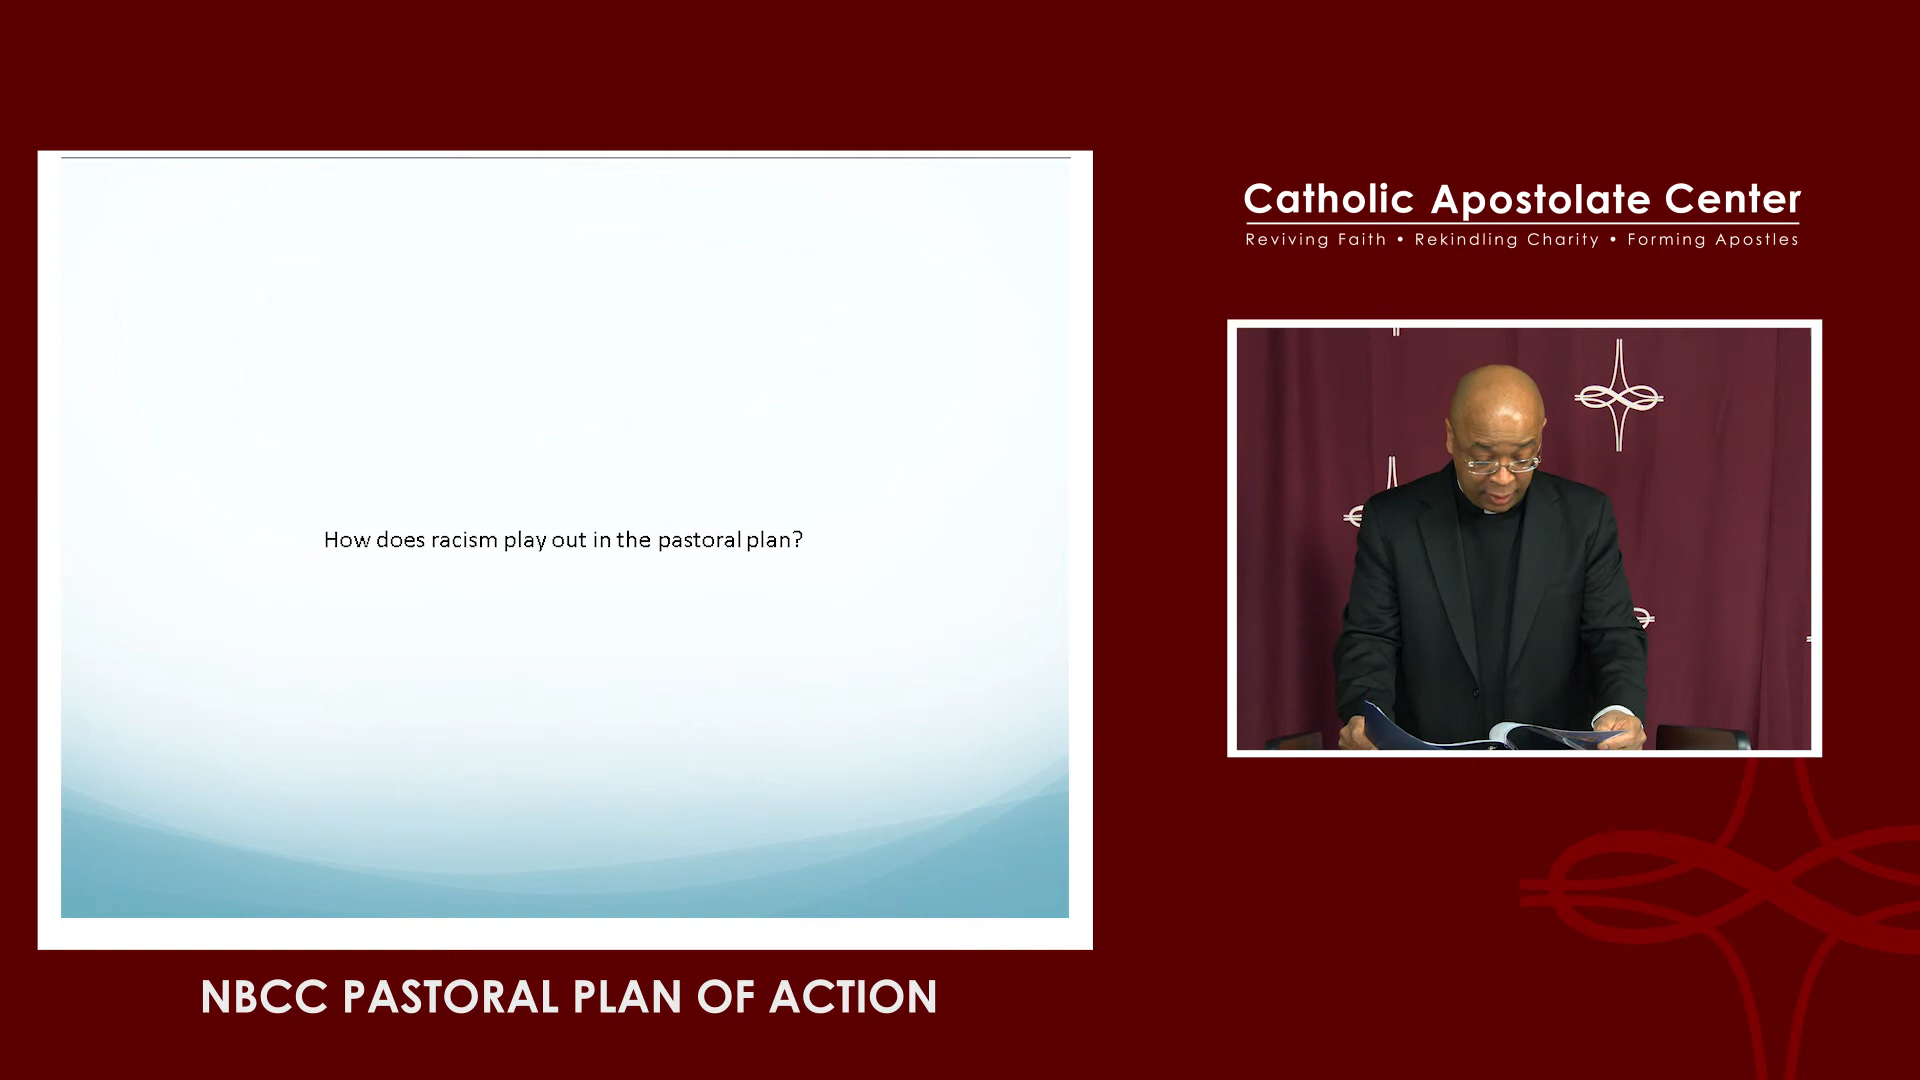 How does racism play out in the pastoral plan?
NBCC PASTORAL PLAN OF ACTION
Catholic Apostolate Center
Reviving Faith • Rekindling Charity • Forming Apostles